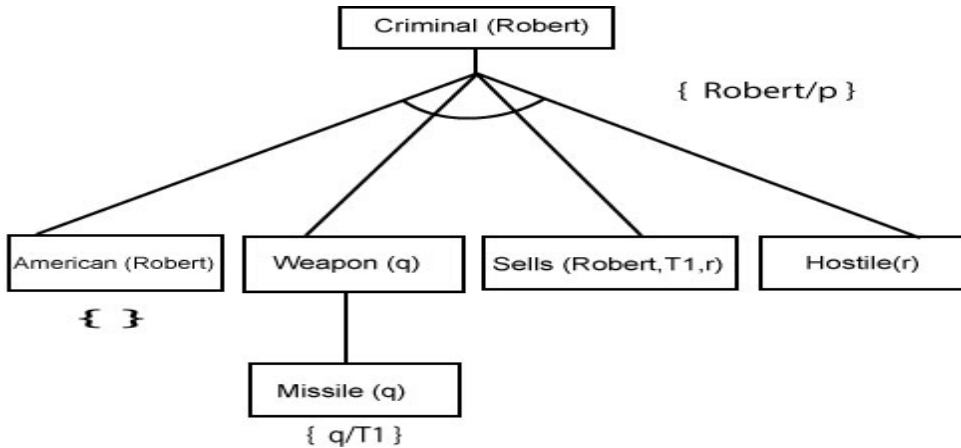 Criminal (Robert)
{ Robert/p }
American (Robert)
Weapon (q)
Sells (Robert,T1,r)
Hostile(r)
{ }
Missile (q)
{ q/T1 }